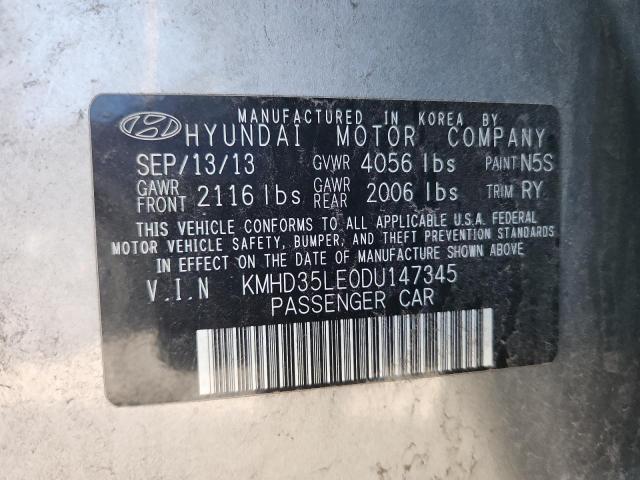 MANUFACTURED IN KOREA BY
HYUNDAI MOTOR COMPANY
SEP/13/13 GVWR 4056 lbs PAINT N5S
GAWR FRONT 2116 lbs GAWR REAR 2006 lbs TRIM RY
THIS VEHICLE CONFORMS TO ALL APPLICABLE U.S.A. FEDERAL
MOTOR VEHICLE SAFETY, BUMPER, AND THEFT PREVENTION STANDARDS
IN EFFECT ON THE DATE OF MANUFACTURE SHOWN ABOVE.
V.I.N KMHD35LE0DU147345
PASSENGER CAR